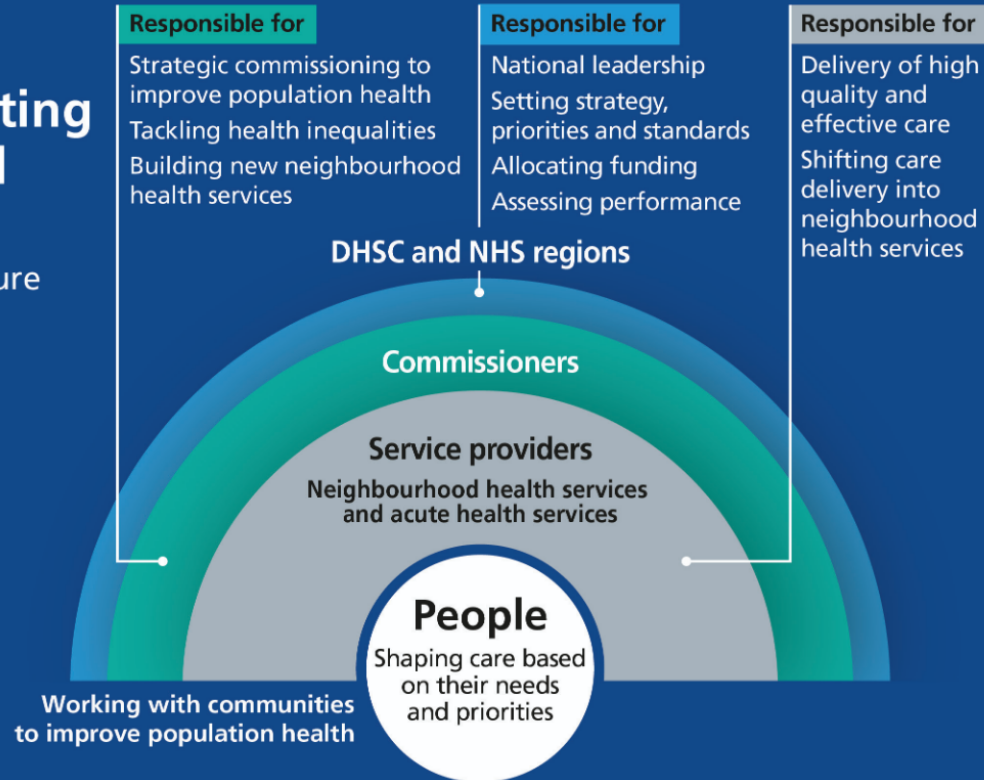 Responsible for
Strategic commissioning to
improve population health
Tackling health inequalities
Building new neighbourhood
health services
Responsible for
National leadership
Setting strategy,
priorities and standards
Allocating funding
Assessing performance
Responsible for
Delivery of high
quality and
effective care
Shifting care
delivery into
neighbourhood
health services
DHSC and NHS regions
Commissioners
Service providers
Neighbourhood health services
and acute health services
People
Shaping care based
on their needs
and priorities
Working with communities
to improve population health